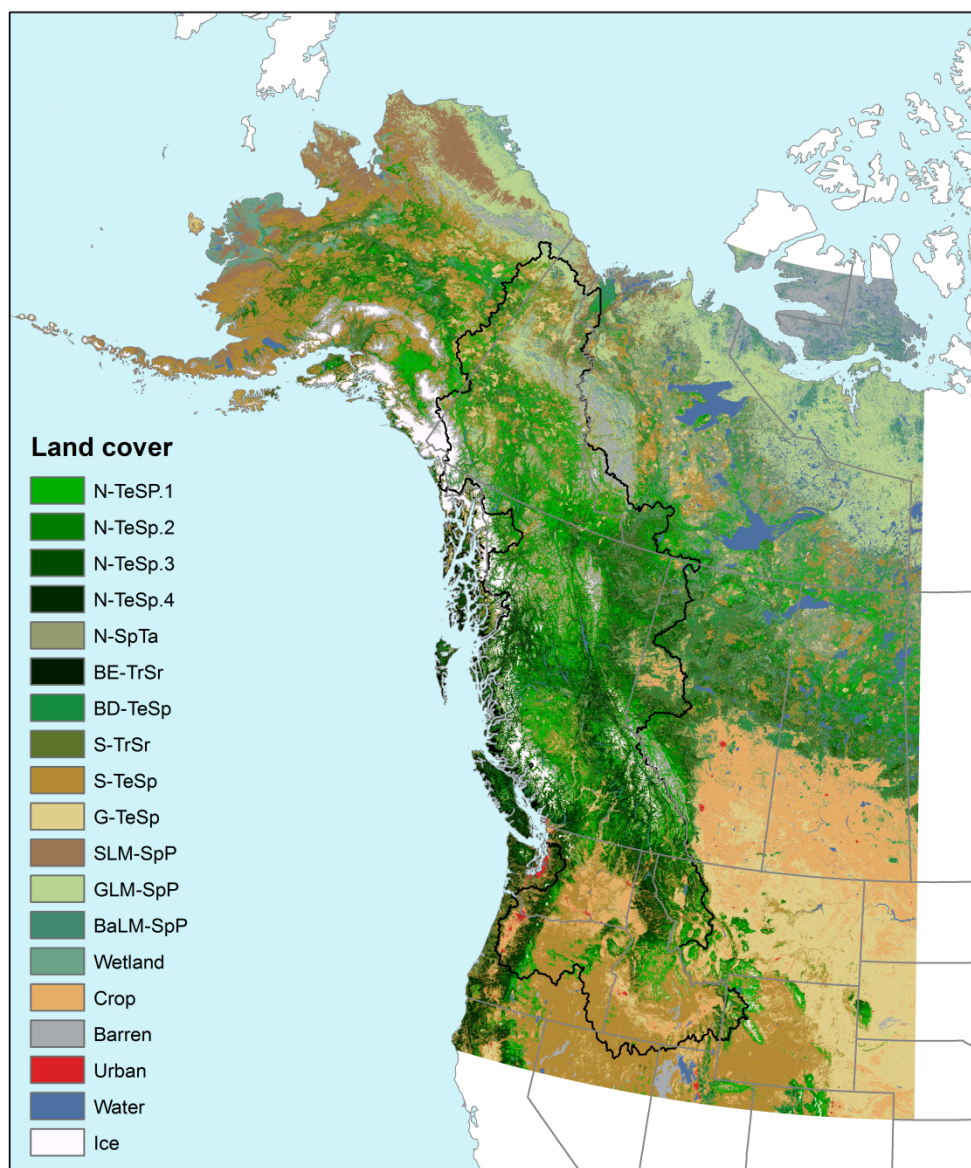 Land cover
N-TeSP.1
N-TeSp.2
N-TeSp.3
N-TeSp.4
N-SpTa
BE-TrSr
BD-TeSp
S-TrSr
S-TeSp
G-TeSp
SLM-SpP
GLM-SpP
BaLM-SpP
Wetland
Crop
Barren
Urban
Water
Ice